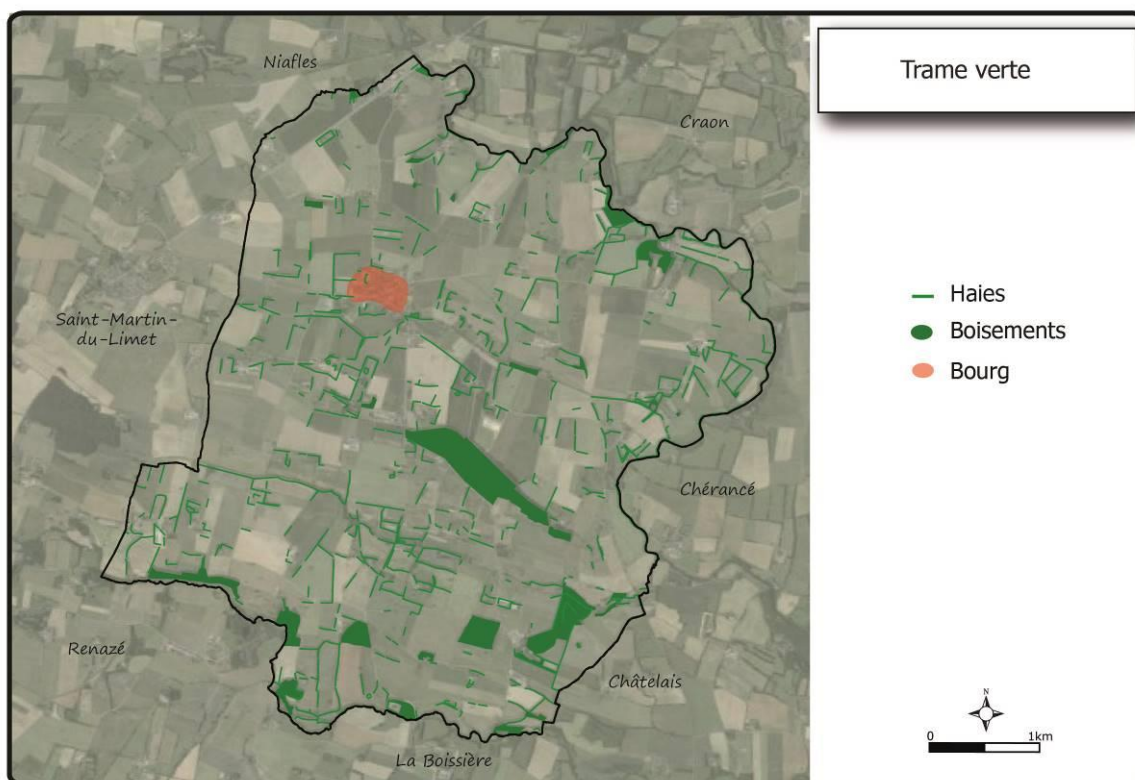 Trame verte
Niafles
Craon
Saint-Martin-
du-Limet
Haies
Boisements
Bourg
Chérancé
Renazé
Châtelais
La Boissière
N
0 1km